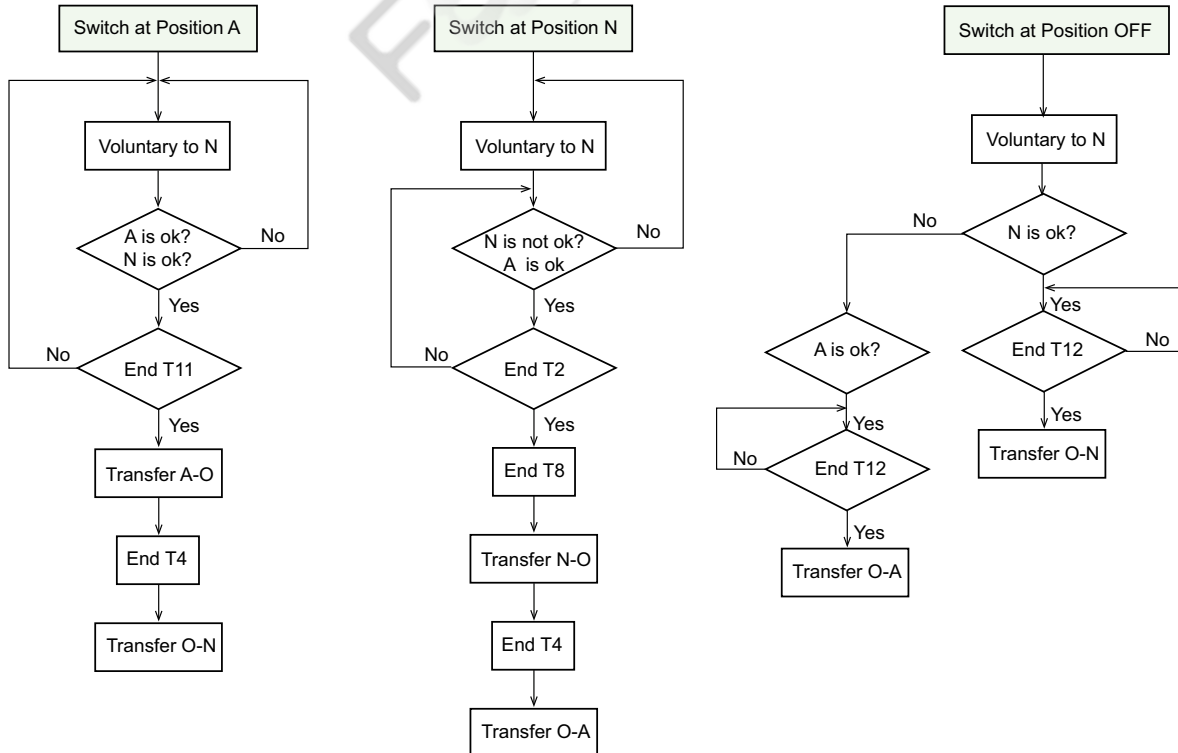 Switch at Position A
Voluntary to N
A is ok?
N is ok?
No
Yes
End T11
No
Yes
Transfer A-O
End T4
Transfer O-N
Switch at Position N
Voluntary to N
N is not ok?
A is ok
No
Yes
End T2
No
Yes
End T8
Transfer N-O
End T4
Transfer O-A
Switch at Position OFF
Voluntary to N
N is ok?
No
Yes
End T12
No
Yes
Transfer O-N
A is ok?
Yes
End T12
No
Yes
Transfer O-A